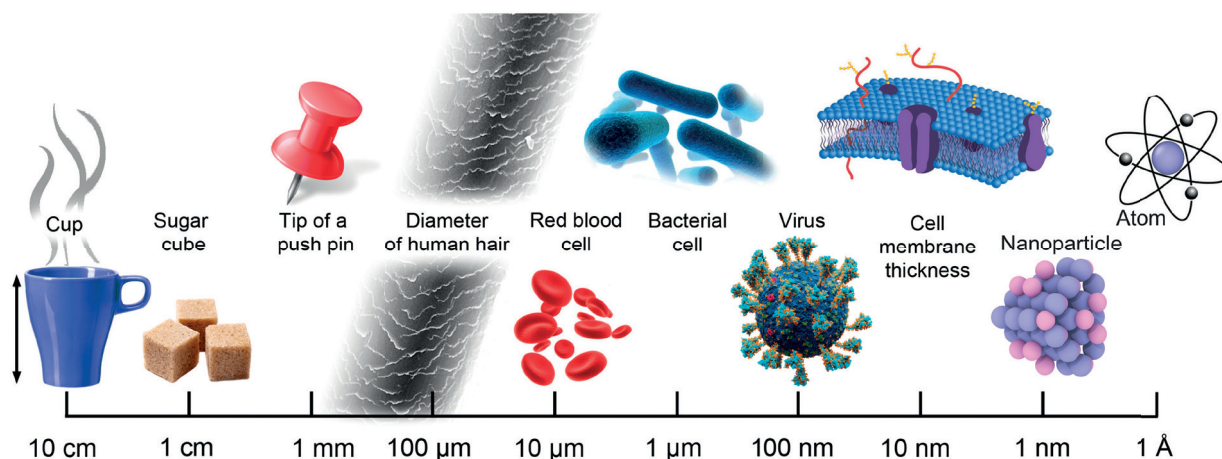 Cup
Sugar
cube
Tip of a
push pin
Diameter
of human hair
Red blood
cell
Bacterial
cell
Virus
Cell
membrane
thickness
Nanoparticle
Atom
10 cm
1 cm
1 mm
100 µm
10 µm
1 µm
100 nm
10 nm
1 nm
1 Å